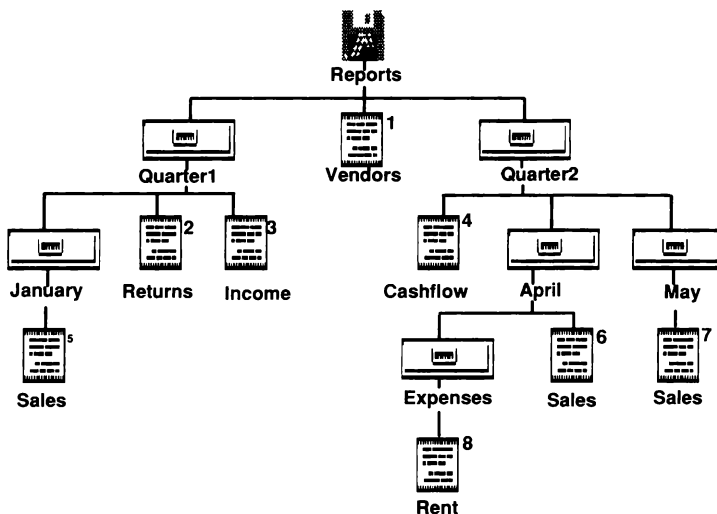 Reports
1
Quarter1
Vendors
Quarter2
2
3
4
January
Returns
Income
Cashflow
April
May
5
6
7
Sales
Expenses
Sales
Sales
8
Rent